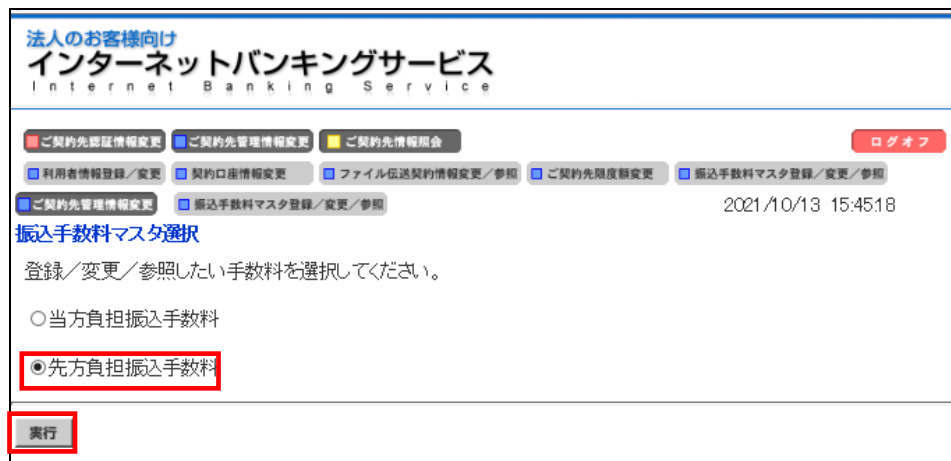 法人のお客様向け
インターネットバンキングサービス
Internet Banking Service
ご契約先認証情報変更 ご契約先管理情報変更 ご契約先情報照会 ログオフ
利用者情報登録／変更 契約口座情報変更 ファイル伝送契約情報変更／参照 ご契約先限度額変更 振込手数料マスタ登録／変更／参照
ご契約先管理情報変更 振込手数料マスタ登録／変更／参照 2021/10/13 15:45:18
振込手数料マスタ選択
登録／変更／参照したい手数料を選択してください。
○当方負担振込手数料
◉先方負担振込手数料
実行